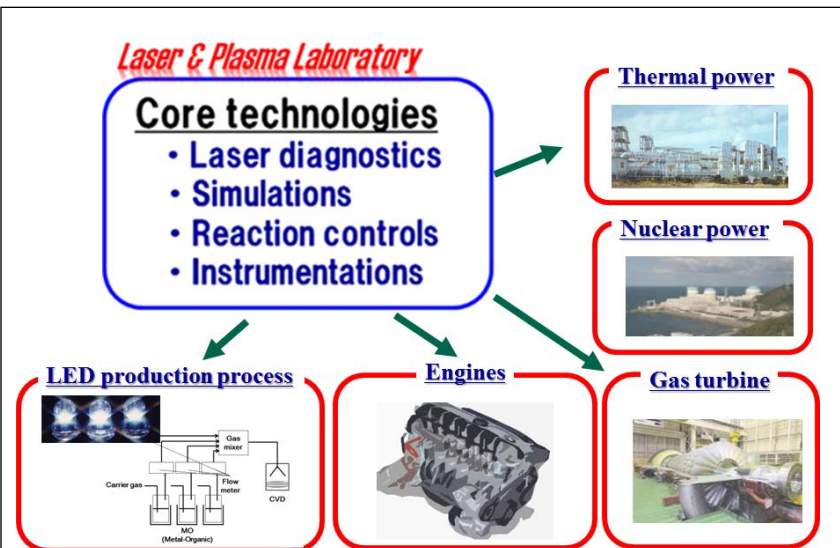 Laser & Plasma Laboratory
Core technologies
・Laser diagnostics
・Simulations
・Reaction controls
・Instrumentations
Thermal power
Nuclear power
LED production process
Gas
mixer
Flow
meter
Carrier gas
CVD
MO
(Metal-Organic)
Engines
Gas turbine